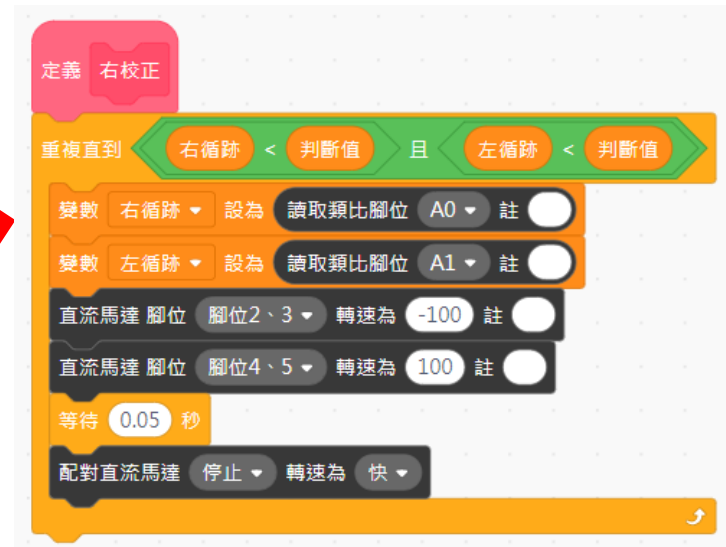 定義 右校正
重複直到 右循跡 < 判斷值 且 左循跡 < 判斷值
變數 右循跡 設為 讀取類比腳位 A0 註
變數 左循跡 設為 讀取類比腳位 A1 註
直流馬達 腳位 腳位2、3 轉速為 -100 註
直流馬達 腳位 腳位4、5 轉速為 100 註
等待 0.05 秒
配對直流馬達 停止 轉速為 快